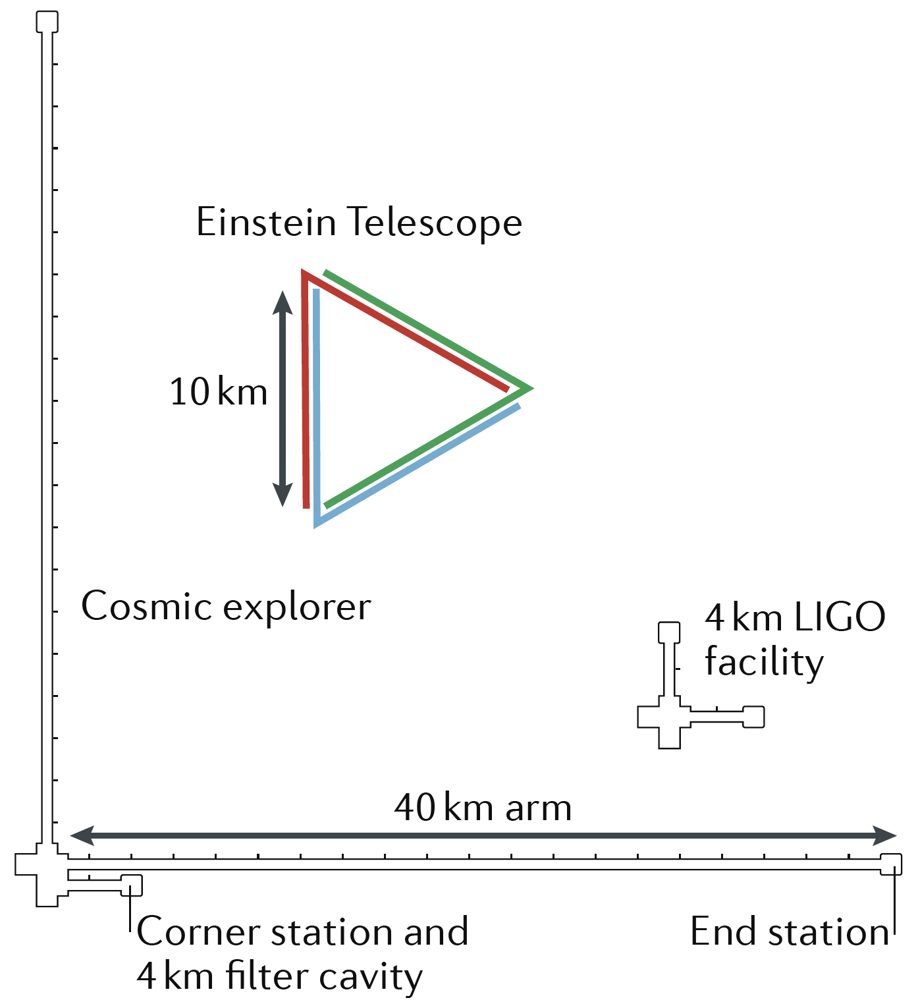 Einstein Telescope
10 km
Cosmic explorer
4 km LIGO
facility
40 km arm
Corner station and
4 km filter cavity
End station